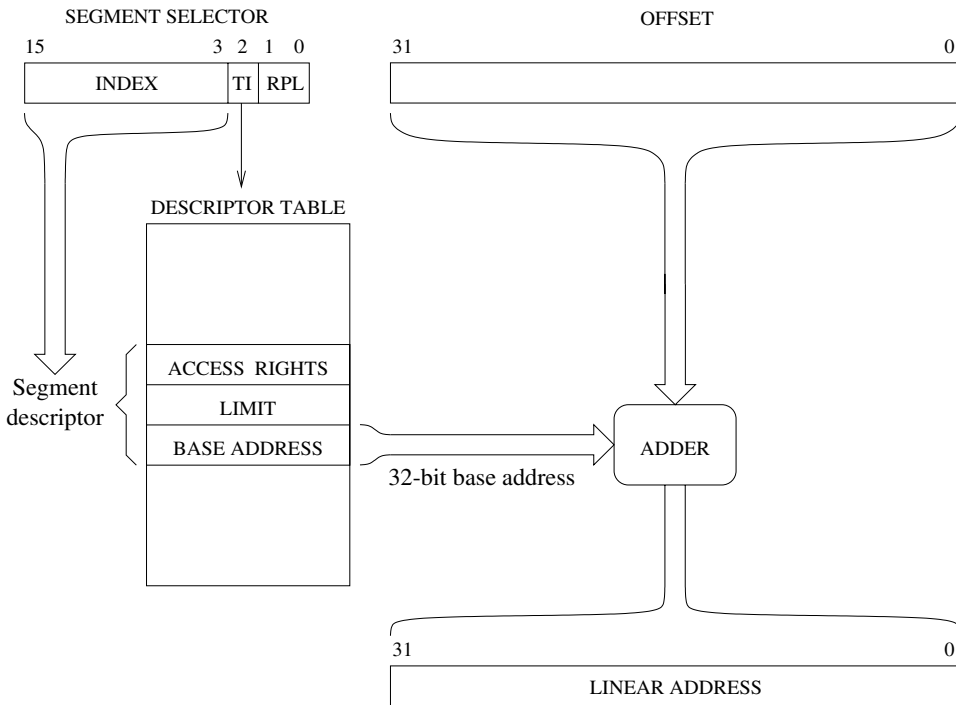 SEGMENT SELECTOR
OFFSET
15 3 2 1 0
31 0
INDEX TI RPL
DESCRIPTOR TABLE
ACCESS RIGHTS
Segment
descriptor
LIMIT
BASE ADDRESS
ADDER
32-bit base address
31 0
LINEAR ADDRESS